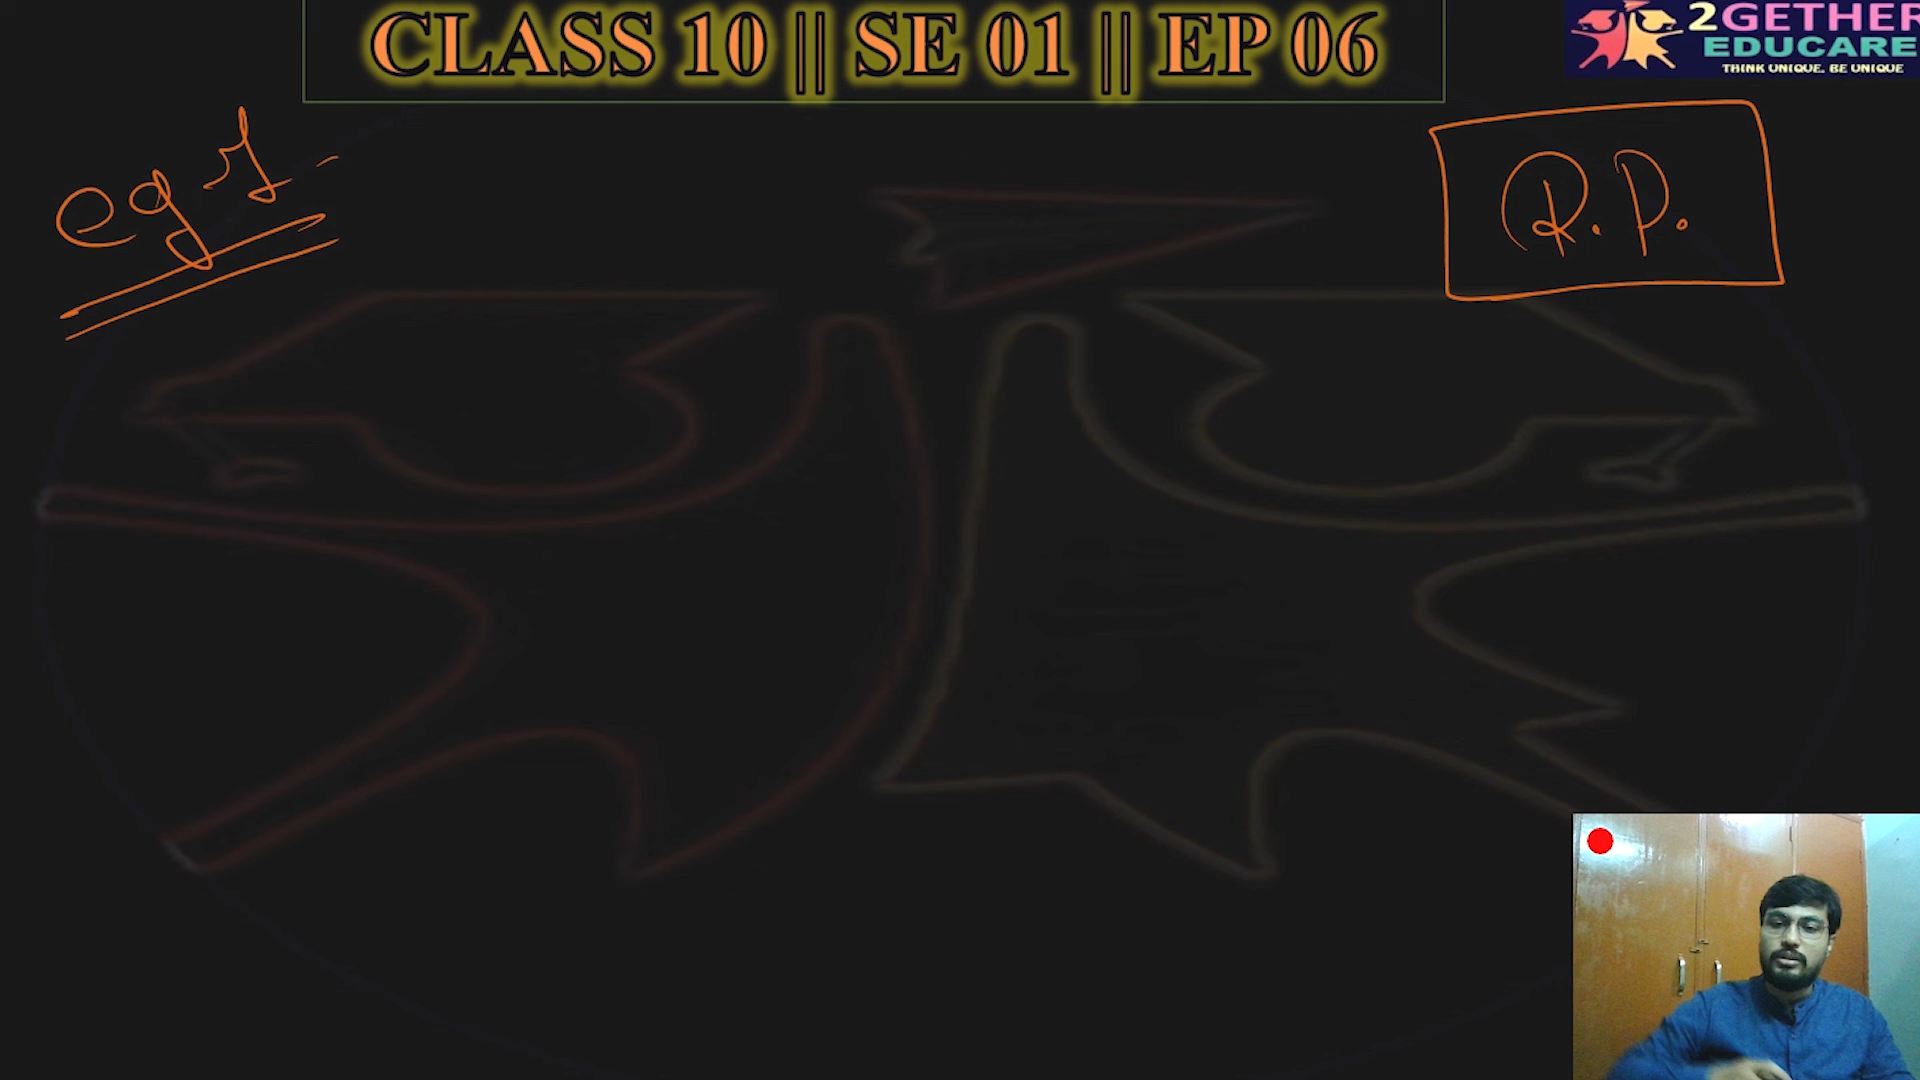 CLASS 10 || SE 01 || EP 06
2GETHER
EDUCARE
THINK UNIQUE, BE UNIQUE
eg 1 -
R.P.